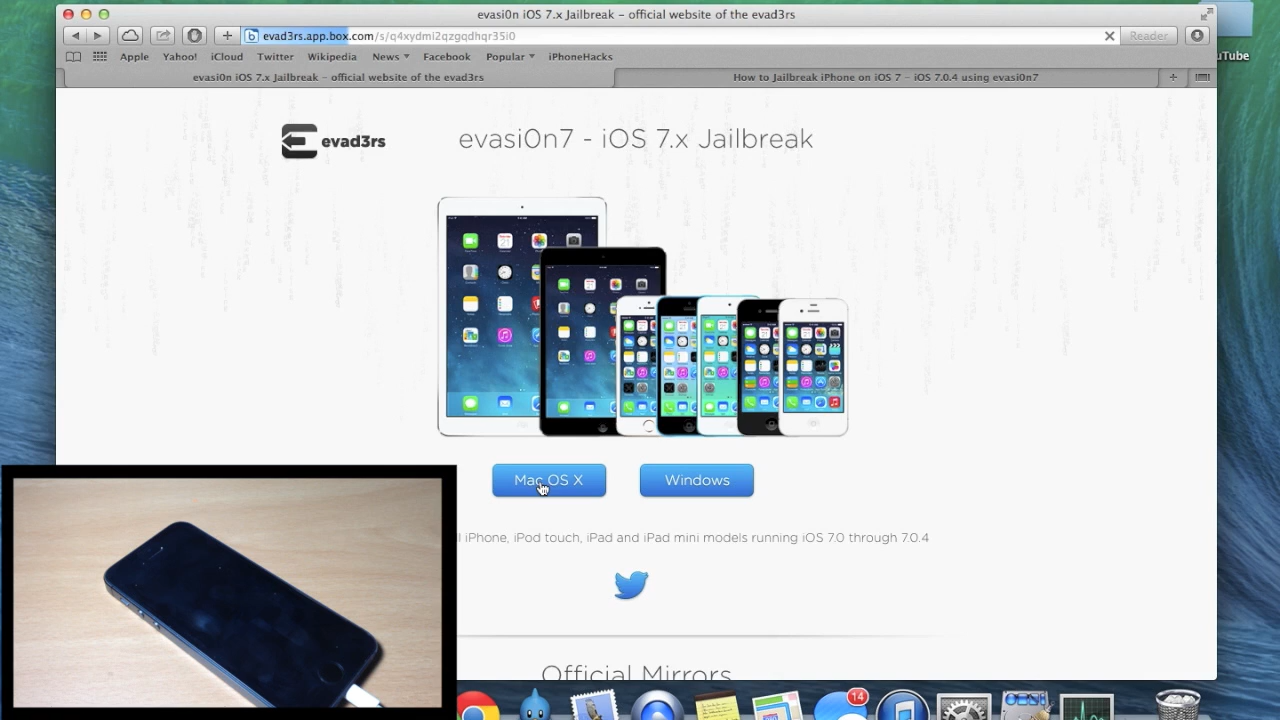 evasi0n iOS 7.x Jailbreak – official website of the evad3rs
evad3rs.app.box.com/s/q4xydmi2qzgqdhqr35i0
Reader
Apple Yahoo! iCloud Twitter Wikipedia News Facebook Popular iPhoneHacks
uTube
evasi0n iOS 7.x Jailbreak – official website of the evad3rs
How to Jailbreak iPhone on iOS 7 – iOS 7.0.4 using evasi0n7
evad3rs
evasi0n7 - iOS 7.x Jailbreak
Mac OS X
Windows
l iPhone, iPod touch, iPad and iPad mini models running iOS 7.0 through 7.0.4
Official Mirrors
14